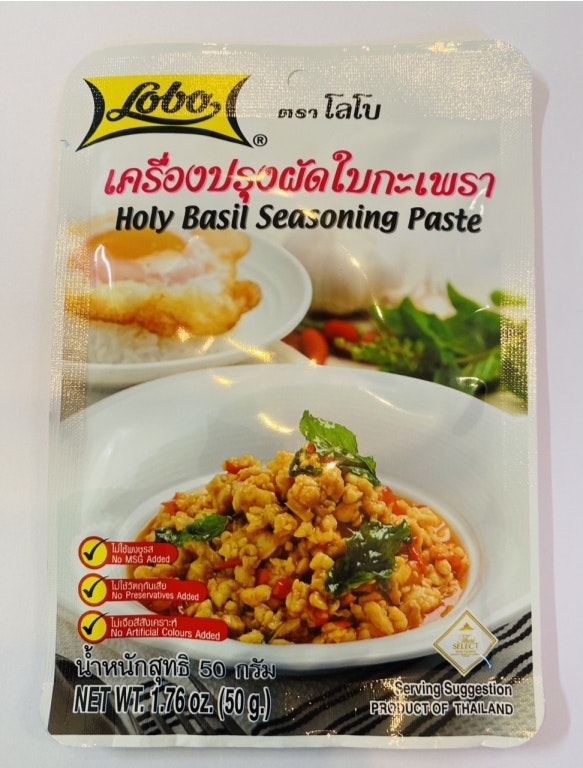 Lobo
®
ตราโลโบ
เครื่องปรุงผัดใบกะเพรา
Holy Basil Seasoning Paste
ไม่ใช้ผงชูรส
No MSG Added
ไม่ใช้วัตถุกันเสีย
No Preservatives Added
ไม่เจือสีสังเคราะห์
No Artificial Colours Added
น้ำหนักสุทธิ 50 กรัม
NET WT. 1.76 oz. (50 g.)
Thai
SELECT
Serving Suggestion
PRODUCT OF THAILAND